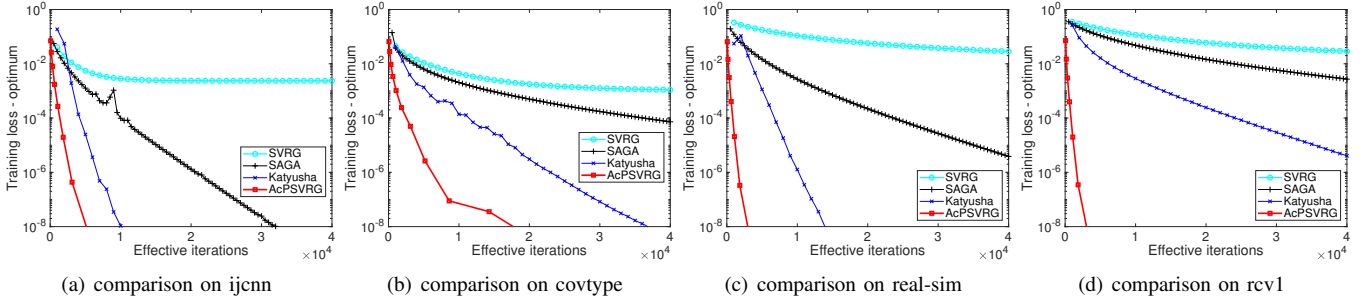 10^0
10^-2
10^-4
10^-6
10^-8
Training loss - optimum
SVRG
SAGA
Katyusha
AcPSVRG
0 1 2 3 4
Effective iterations
×10^4
(a) comparison on ijcnn
10^0
10^-2
10^-4
10^-6
10^-8
Training loss - optimum
SVRG
SAGA
Katyusha
AcPSVRG
0 1 2 3 4
Effective iterations
×10^4
(b) comparison on covtype
10^0
10^-2
10^-4
10^-6
10^-8
Training loss - optimum
SVRG
SAGA
Katyusha
AcPSVRG
0 1 2 3 4
Effective iterations
×10^4
(c) comparison on real-sim
10^0
10^-2
10^-4
10^-6
10^-8
Training loss - optimum
SVRG
SAGA
Katyusha
AcPSVRG
0 1 2 3 4
Effective iterations
×10^4
(d) comparison on rcv1